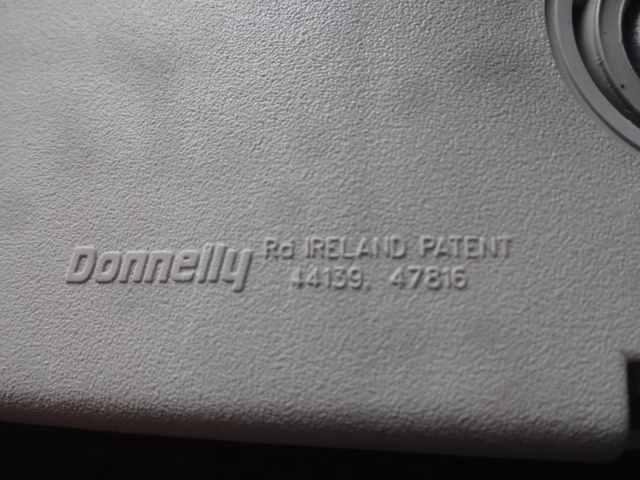 Donnelly
Rd IRELAND PATENT
44139, 47816